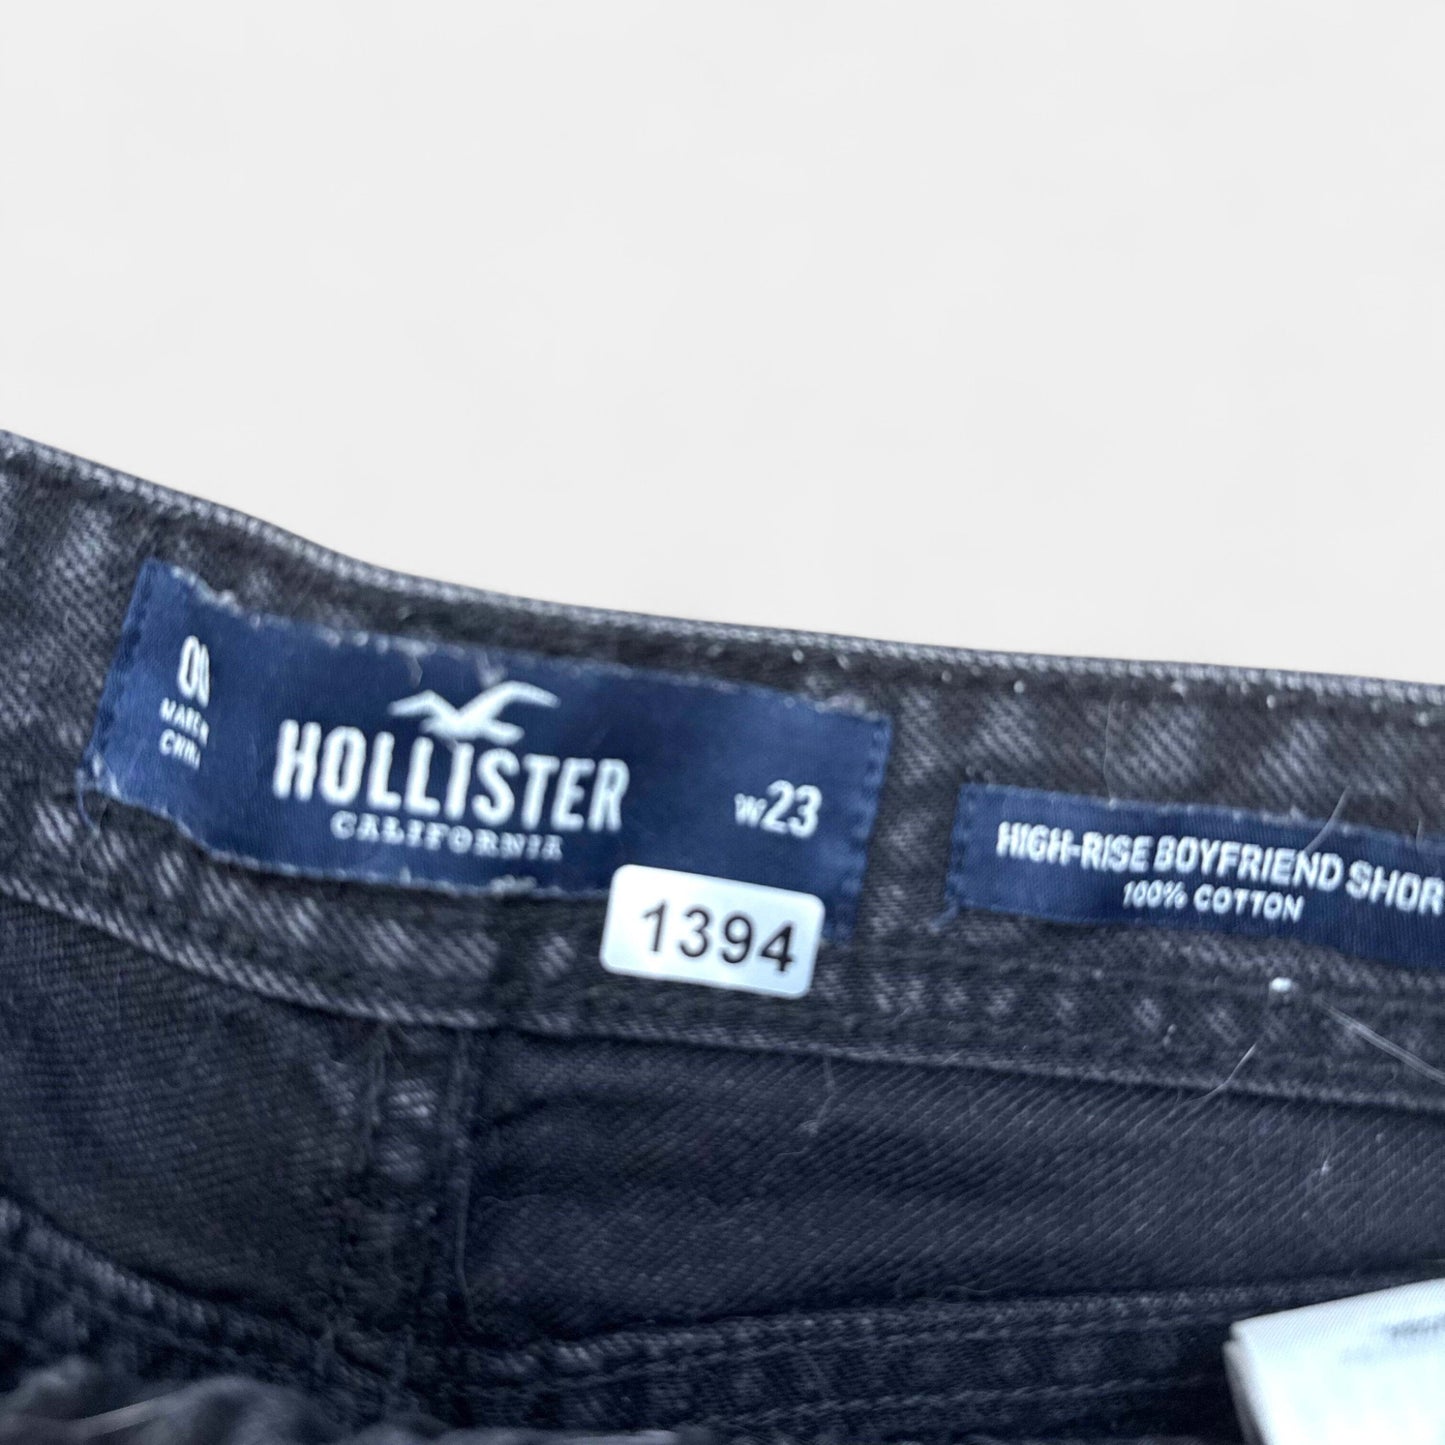 00
MADE IN
CHINA
HOLLISTER
CALIFORNIA
W23
1394
HIGH-RISE BOYFRIEND SHOR
100% COTTON